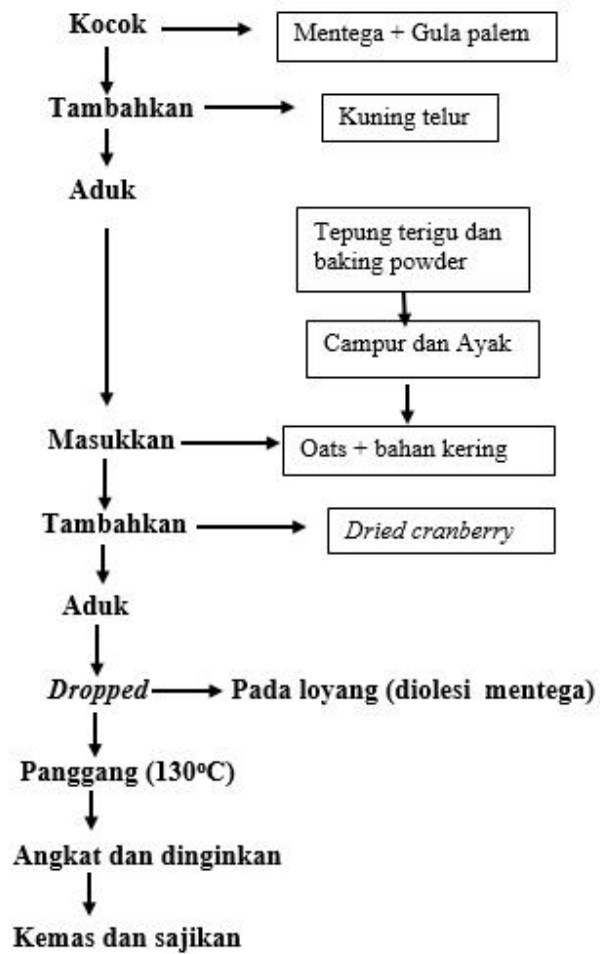 Kocok
Mentega + Gula palem
Tambahkan
Kuning telur
Aduk
Tepung terigu dan
baking powder
Campur dan Ayak
Masukkan
Oats + bahan kering
Tambahkan
Dried cranberry
Aduk
Dropped
Pada loyang (diolesi mentega)
Panggang (130°C)
Angkat dan dinginkan
Kemas dan sajikan